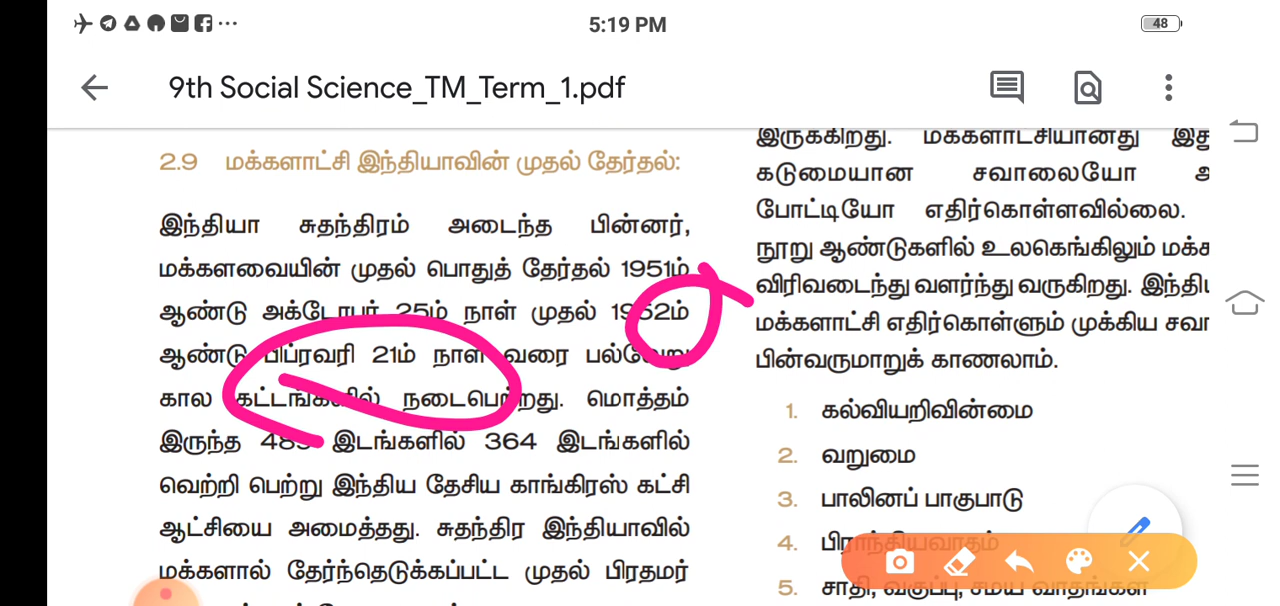 5:19 PM
48
9th Social Science_TM_Term_1.pdf
2.9 மக்களாட்சி இந்தியாவின் முதல் தேர்தல்:
இந்தியா சுதந்திரம் அடைந்த பின்னர்,
மக்களவையின் முதல் பொதுத் தேர்தல் 1951ம்
ஆண்டு அக்டோபர் 25ம் நாள் முதல் 1952ம்
ஆண்டு பிப்ரவரி 21ம் நாள் வரை பல்வேறு
கால கட்டங்களில் நடைபெற்றது. மொத்தம்
இருந்த 489 இடங்களில் 364 இடங்களில்
வெற்றி பெற்று இந்திய தேசிய காங்கிரஸ் கட்சி
ஆட்சியை அமைத்தது. சுதந்திர இந்தியாவில்
மக்களால் தேர்ந்தெடுக்கப்பட்ட முதல் பிரதமர்
இருக்கிறது. மக்களாட்சியானது
கடுமையான சவாலையோ
போட்டியோ எதிர்கொள்ளவில்லை.
நூறு ஆண்டுகளில் உலகெங்கிலும் மக்க
விரிவடைந்து வளர்ந்து வருகிறது. இந்திய
மக்களாட்சி எதிர்கொள்ளும் முக்கிய சவா
பின்வருமாறுக் காணலாம்.
1. கல்வியறிவின்மை
2. வறுமை
3. பாலினப் பாகுபாடு
4. பிராந்தியவாதம்
5. சாதி, வகுப்பு, சமய வாதங்கள்